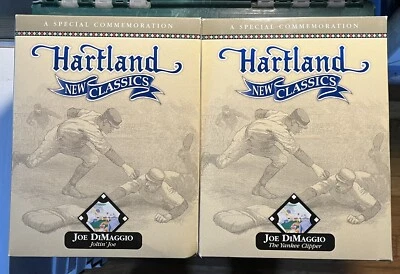 A SPECIAL COMMEMORATION
Hartland
NEW CLASSICS
JOE DIMAGGIO
Joltin' Joe
A SPECIAL COMMEMORATION
Hartland
NEW CLASSICS
JOE DIMAGGIO
The Yankee Clipper